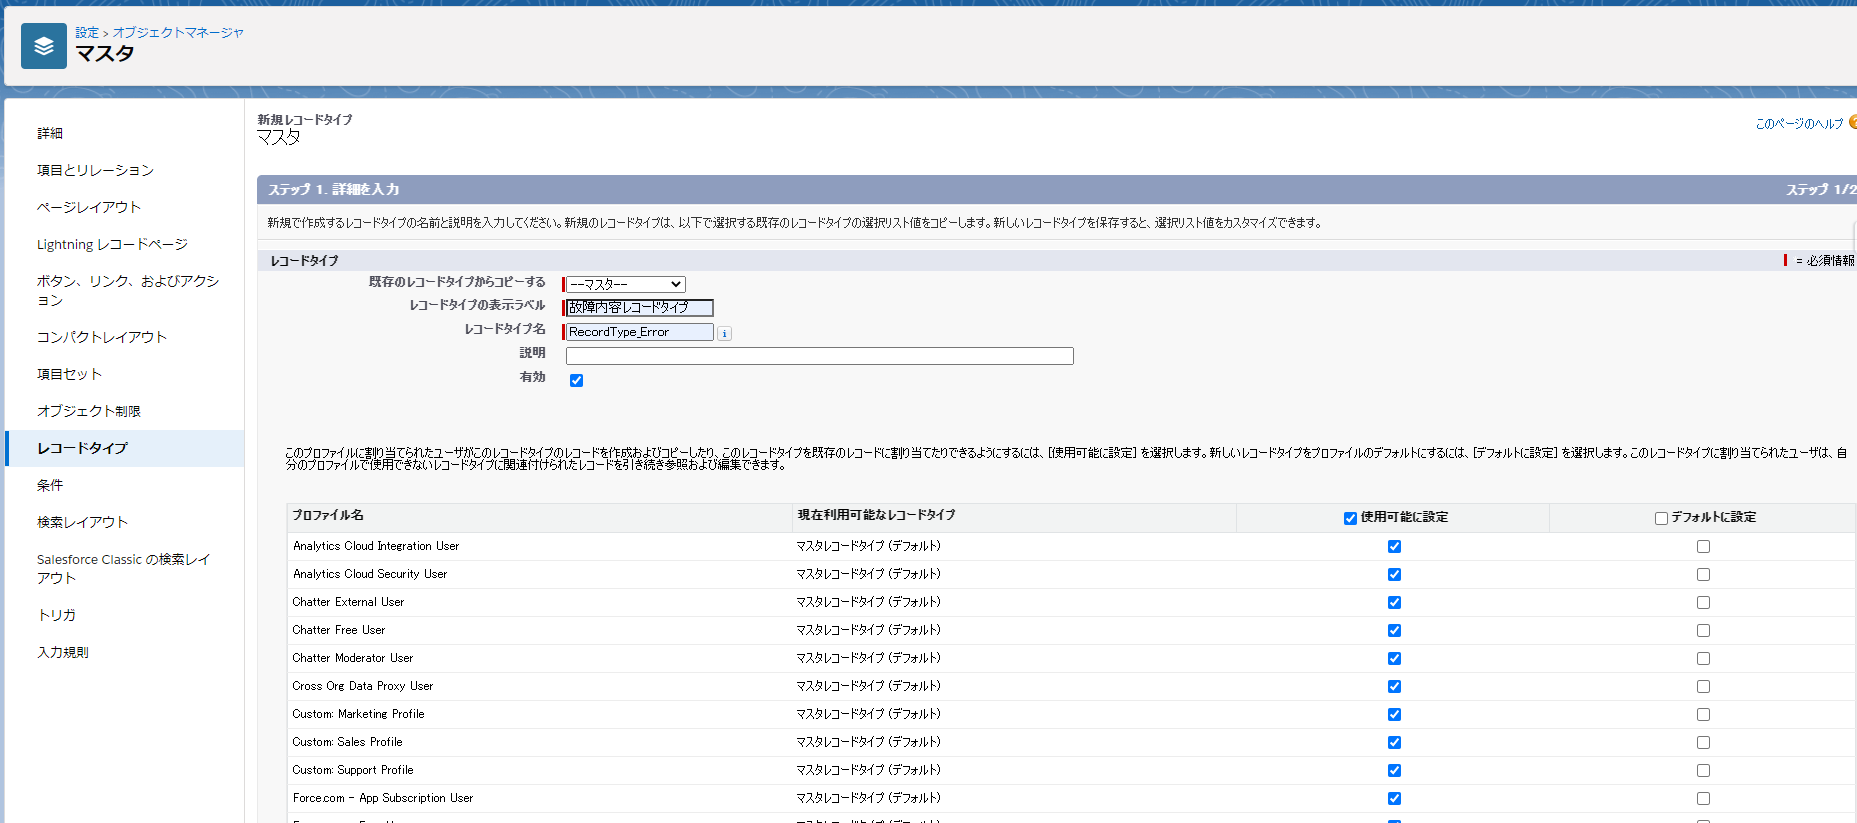 設定 > オブジェクトマネージャ
マスタ
詳細
項目とリレーション
ページレイアウト
Lightning レコードページ
ボタン、リンク、およびアクシ
ョン
コンパクトレイアウト
項目セット
オブジェクト制限
レコードタイプ
条件
検索レイアウト
Salesforce Classic の検索レイ
アウト
トリガ
入力規則
新規レコードタイプ
マスタ
このページのヘルプ
ステップ 1. 詳細を入力
ステップ 1/2
新規で作成するレコードタイプの名前と説明を入力してください。新規のレコードタイプは、以下で選択する既存のレコードタイプの選択リスト値をコピーします。新しいレコードタイプを保存すると、選択リスト値をカスタマイズできます。
レコードタイプ
= 必須情報
既存のレコードタイプからコピーする --マスター--
レコードタイプの表示ラベル 故障内容レコードタイプ
レコードタイプ名 RecordType_Error i
説明
有効
このプロファイルに割り当てられたユーザがこのレコードタイプのレコードを作成およびコピーしたり、このレコードタイプを既存のレコードに割り当てたりできるようにするには、[使用可能に設定] を選択します。新しいレコードタイプをプロファイルのデフォルトにするには、[デフォルトに設定] を選択します。このレコードタイプに割り当てられたユーザは、自
分のプロファイルで使用できないレコードタイプに関連付けられたレコードを引き続き参照および編集できます。
プロファイル名 現在利用可能なレコードタイプ 使用可能に設定 デフォルトに設定
Analytics Cloud Integration User マスタレコードタイプ (デフォルト)
Analytics Cloud Security User マスタレコードタイプ (デフォルト)
Chatter External User マスタレコードタイプ (デフォルト)
Chatter Free User マスタレコードタイプ (デフォルト)
Chatter Moderator User マスタレコードタイプ (デフォルト)
Cross Org Data Proxy User マスタレコードタイプ (デフォルト)
Custom: Marketing Profile マスタレコードタイプ (デフォルト)
Custom: Sales Profile マスタレコードタイプ (デフォルト)
Custom: Support Profile マスタレコードタイプ (デフォルト)
Force.com - App Subscription User マスタレコードタイプ (デフォルト)